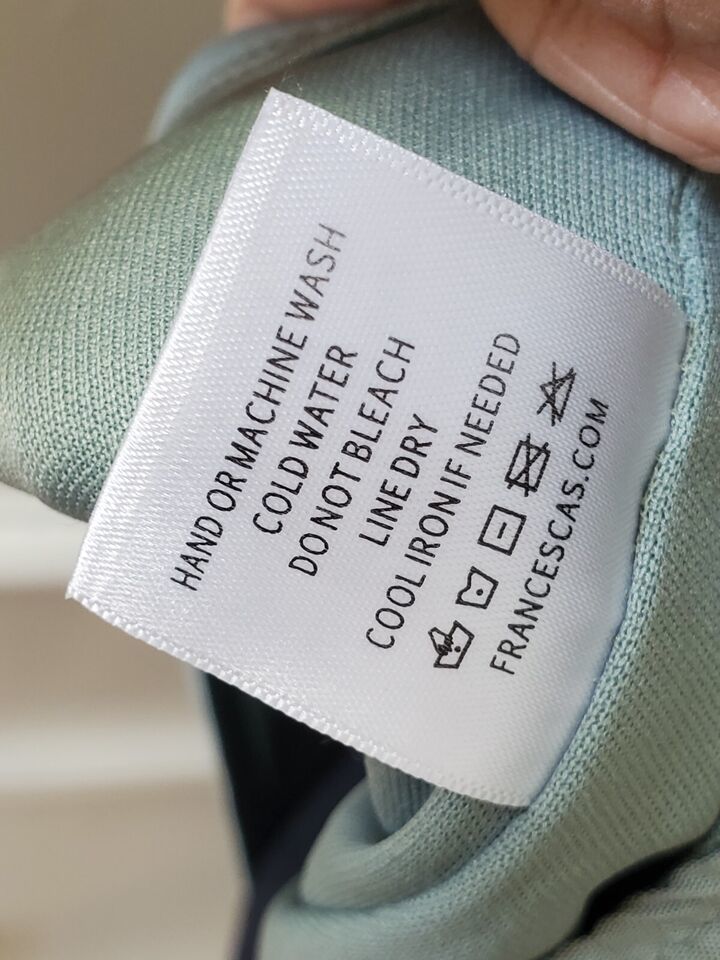 HAND OR MACHINE WASH
COLD WATER
DO NOT BLEACH
LINE DRY
COOL IRON IF NEEDED
FRANCESCAS.COM